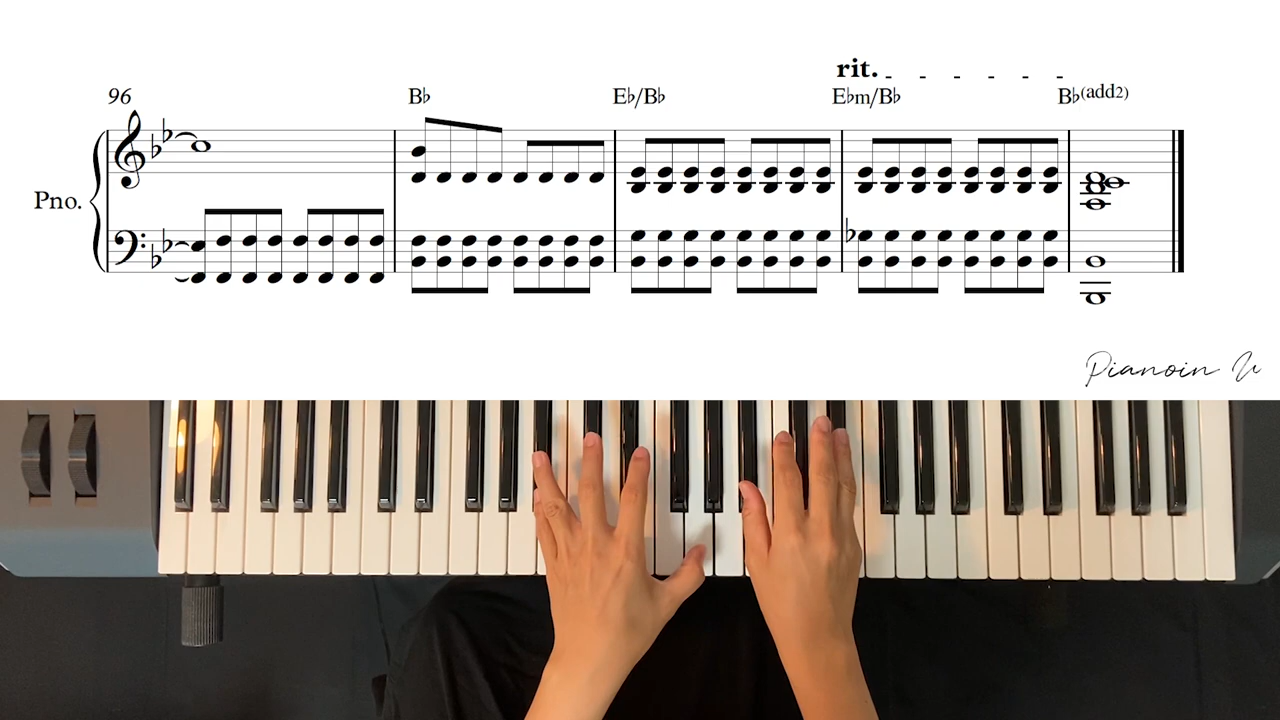 rit.
96 B♭ E♭/B♭ E♭m/B♭ B♭(add2)
Pno.
Pianoin U